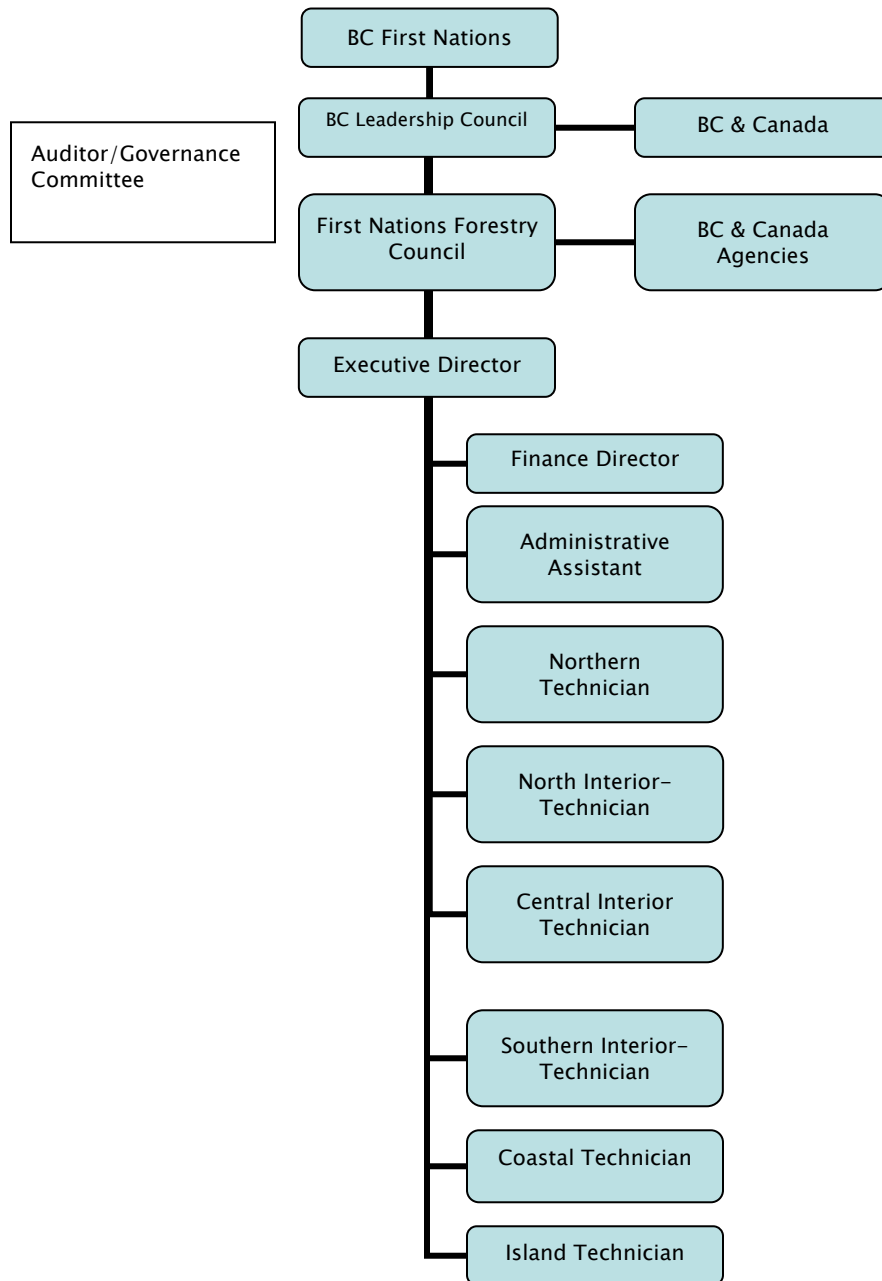 BC First Nations
BC Leadership Council
BC & Canada
Auditor/Governance
Committee
First Nations Forestry
Council
BC & Canada
Agencies
Executive Director
Finance Director
Administrative
Assistant
Northern
Technician
North Interior-
Technician
Central Interior
Technician
Southern Interior-
Technician
Coastal Technician
Island Technician